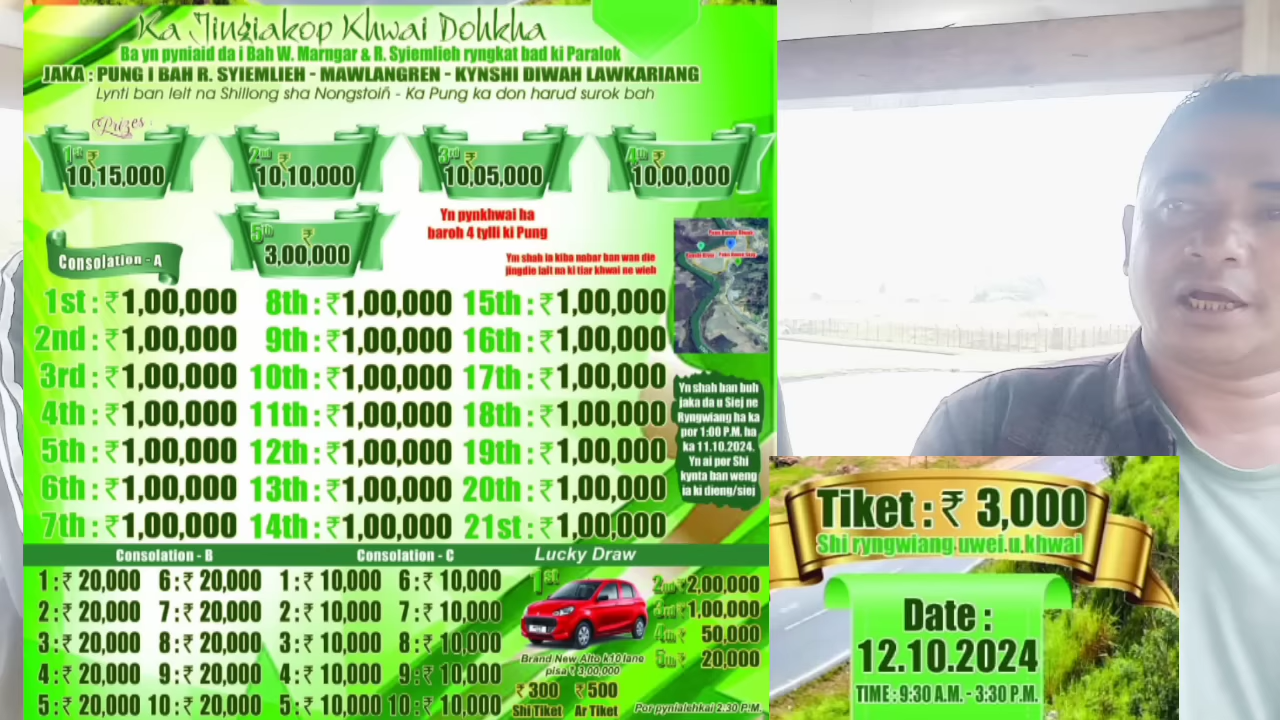 Ka Jingiakop Khwai Dohkha
Ba yn pyniaid da i Bah W. Marngar & R. Syiemlieh ryngkat bad ki Paralok
JAKA : PUNG I BAH R. SYIEMLIEH - MAWLANGREN - KYNSHI DIWAH LAWKARIANG
Lynti ban leit na Shillong sha Nongstoiñ - Ka Pung ka don harud surok bah
Prizes :
1st ₹ 10,15,000
2nd ₹ 10,10,000
3rd ₹ 10,05,000
4th ₹ 10,00,000
5th ₹ 3,00,000
Yn pynkhwai ha
baroh 4 tylli ki Pung
Ym shah ia kiba nabar ban wan die
jingdie lait na ki tiar khwai ne wieh
Consolation - A
1st : ₹ 1,00,000 8th : ₹ 1,00,000 15th : ₹ 1,00,000
2nd : ₹ 1,00,000 9th : ₹ 1,00,000 16th : ₹ 1,00,000
3rd : ₹ 1,00,000 10th : ₹ 1,00,000 17th : ₹ 1,00,000
4th : ₹ 1,00,000 11th : ₹ 1,00,000 18th : ₹ 1,00,000
5th : ₹ 1,00,000 12th : ₹ 1,00,000 19th : ₹ 1,00,000
6th : ₹ 1,00,000 13th : ₹ 1,00,000 20th : ₹ 1,00,000
7th : ₹ 1,00,000 14th : ₹ 1,00,000 21st : ₹ 1,00,000
Yn shah ban buh
jaka da u Siej ne
Ryngwiang ha ka
por 1:00 P.M. ha
ka 11.10.2024.
Yn ai por Shi
kynta ban weng
ia ki dieng/siej
Consolation - B
1 : ₹ 20,000 6 : ₹ 20,000
2 : ₹ 20,000 7 : ₹ 20,000
3 : ₹ 20,000 8 : ₹ 20,000
4 : ₹ 20,000 9 : ₹ 20,000
5 : ₹ 20,000 10 : ₹ 20,000
Consolation - C
1 : ₹ 10,000 6 : ₹ 10,000
2 : ₹ 10,000 7 : ₹ 10,000
3 : ₹ 10,000 8 : ₹ 10,000
4 : ₹ 10,000 9 : ₹ 10,000
5 : ₹ 10,000 10 : ₹ 10,000
Lucky Draw
1st
Brand New Alto k10 lane
pisa ₹ 3,00,000
2nd ₹ 2,00,000
3rd ₹ 1,00,000
4th ₹ 50,000
5th ₹ 20,000
₹ 300 ₹ 500
Shi Tiket Ar Tiket
Por pynialehkai 2:30 P.M.
Tiket : ₹ 3,000
Shi ryngwiang uwei u khwai
Date :
12.10.2024
TIME : 9:30 A.M. - 3:30 P.M.